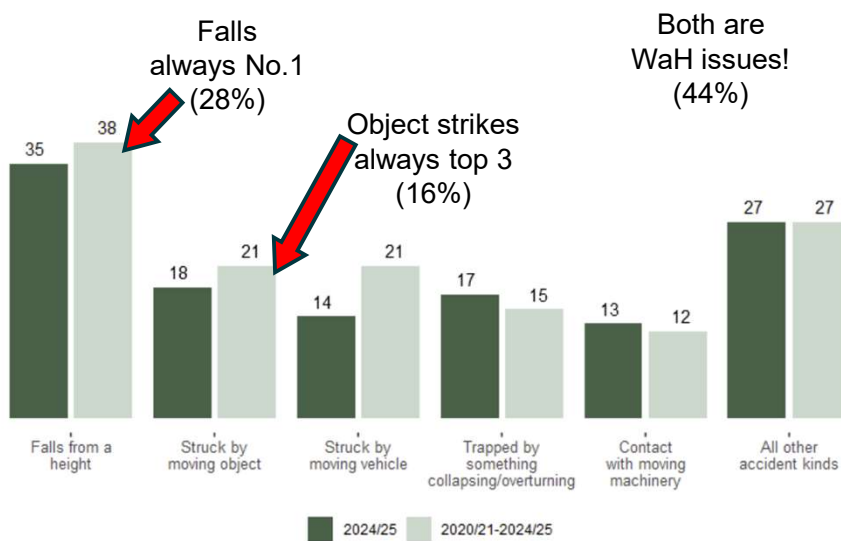 Falls
always No.1
(28%)
Both are
WaH issues!
(44%)
Object strikes
always top 3
(16%)
35
38
18
21
14
21
17
15
13
12
27
27
Falls from a
height
Struck by
moving object
Struck by
moving vehicle
Trapped by
something
collapsing/overturning
Contact
with moving
machinery
All other
accident kinds
2024/25
2020/21-2024/25